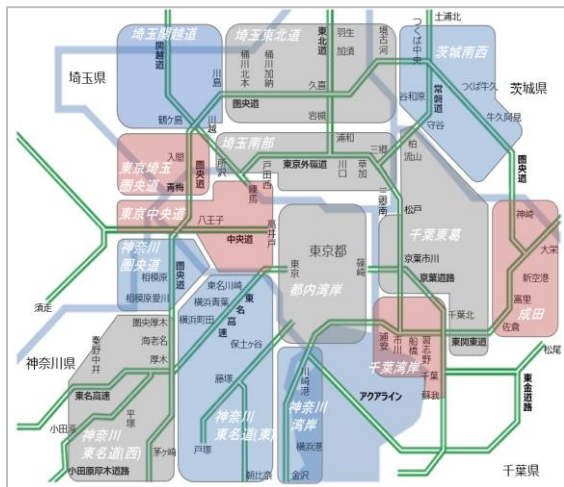 土浦北
埼玉関越道
関越道
埼玉東北道
東北道
羽生
加須
境古河
つくば中央
茨城南西
埼玉県
桶川北本
桶川加納
川島
久喜
圏央道
岩槻
谷和原
常磐道
つくば牛久
茨城県
牛久阿見
鶴ヶ島
川越
守谷
埼玉南部
浦和
三郷
柏
流山
東京埼玉
圏央道
入間
青梅
圏央道
所沢
戸田西
東京外環道
川口
草加
圏央道
練馬
三郷南
松戸
東京中央道
八王子
中央道
高井戸
神崎
大栄
千葉東葛
神奈川
圏央道
圏央道
相模原
相模原愛川
東京都
東京
篠崎
都内湾岸
京葉市川
京葉道路
新空港
富里
成田
佐倉
須走
東名川崎
横浜青葉
東名高速
横浜町田
千葉北
東関東道
圏央厚木
海老名
厚木
秦野中井
保土ヶ谷
浦安
市川
船橋
習志野
千葉湾岸
千葉
蘇我
松尾
神奈川県
東名高速
藤塚
川崎港
アクアライン
東金道路
神奈川
湾岸
小田原
平塚
神奈川
東名道(西)
神奈川
東名道(東)
横浜港
小田原厚木道路
茅ヶ崎
戸塚
朝比奈
金沢
千葉県